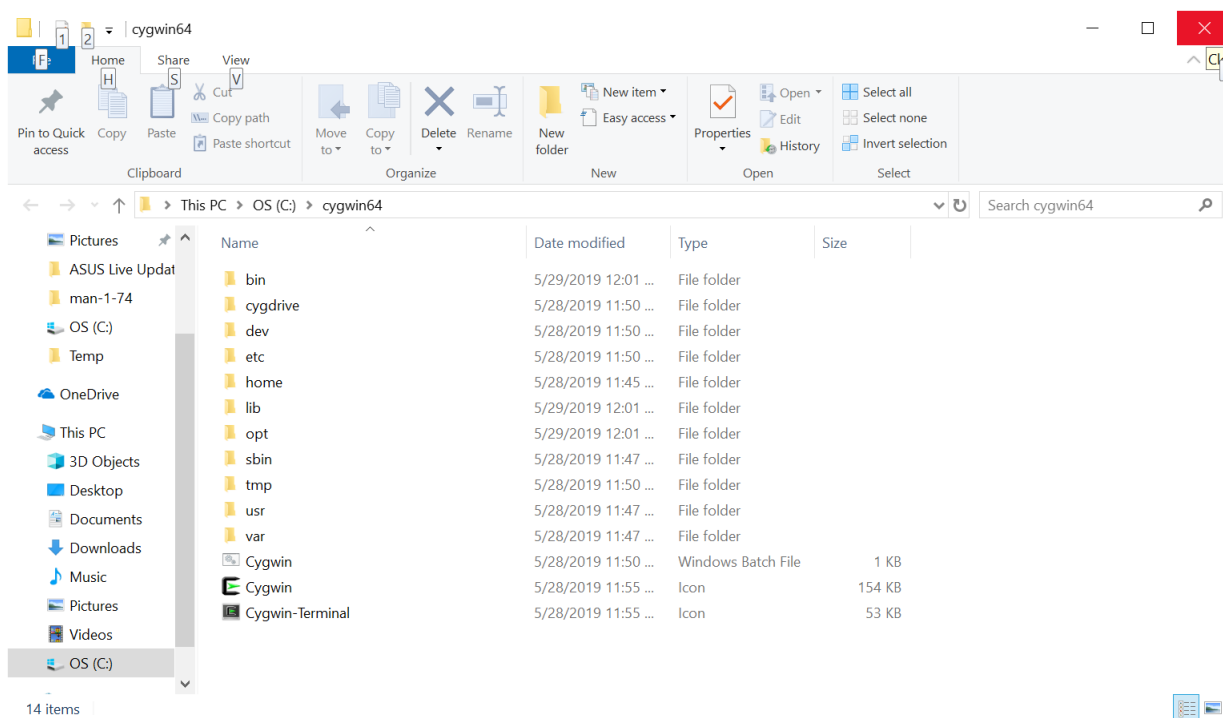 cygwin64
1 2
F Home Share View Cl
H S V
Pin to Quick access
Copy
Paste
Cut
Copy path
Paste shortcut
Clipboard
Move to
Copy to
Delete
Rename
Organize
New folder
New item
Easy access
New
Properties
Open
Edit
History
Open
Select all
Select none
Invert selection
Select
This PC > OS (C:) > cygwin64
Search cygwin64
Pictures
ASUS Live Updat
man-1-74
OS (C:)
Temp
OneDrive
This PC
3D Objects
Desktop
Documents
Downloads
Music
Pictures
Videos
OS (C:)
Name Date modified Type Size
bin 5/29/2019 12:01 ... File folder
cygdrive 5/28/2019 11:50 ... File folder
dev 5/28/2019 11:50 ... File folder
etc 5/28/2019 11:50 ... File folder
home 5/28/2019 11:45 ... File folder
lib 5/29/2019 12:01 ... File folder
opt 5/29/2019 12:01 ... File folder
sbin 5/28/2019 11:47 ... File folder
tmp 5/28/2019 11:50 ... File folder
usr 5/28/2019 11:47 ... File folder
var 5/28/2019 11:47 ... File folder
Cygwin 5/28/2019 11:50 ... Windows Batch File 1 KB
Cygwin 5/28/2019 11:55 ... Icon 154 KB
Cygwin-Terminal 5/28/2019 11:55 ... Icon 53 KB
14 items